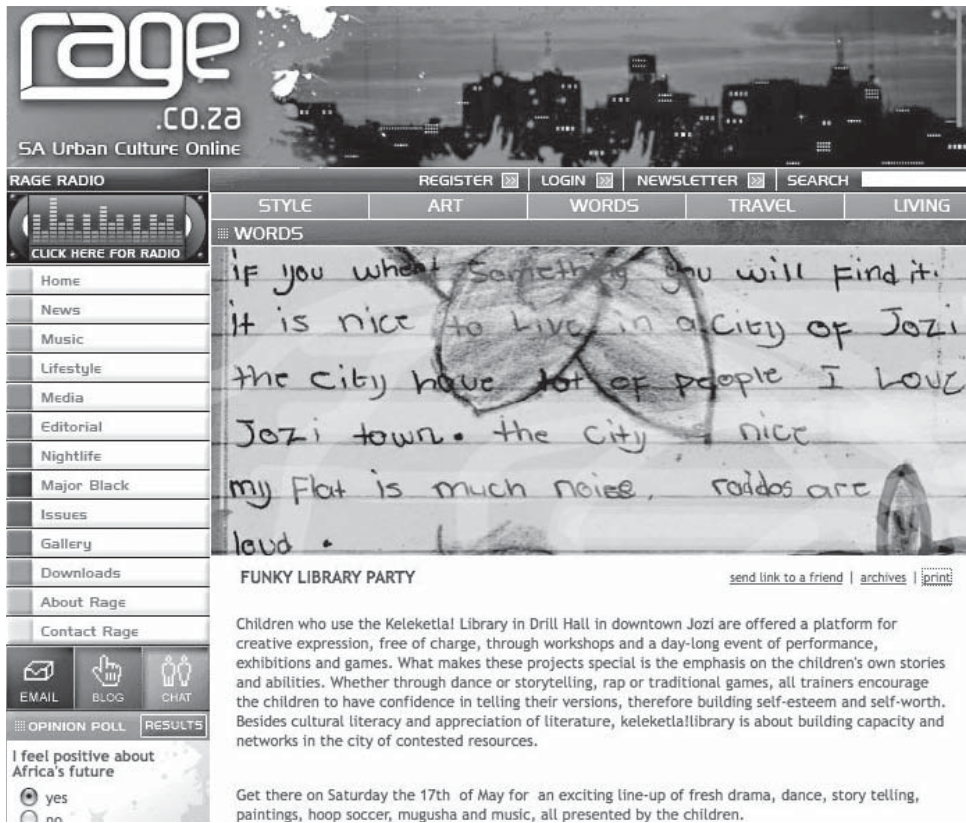 rage
.co.za
SA Urban Culture Online
RAGE RADIO
REGISTER
LOGIN
NEWSLETTER
SEARCH
CLICK HERE FOR RADIO
STYLE
ART
WORDS
TRAVEL
LIVING
WORDS
Home
News
Music
Lifestyle
Media
Editorial
Nightlife
Major Black
Issues
Gallery
Downloads
About Rage
Contact Rage
EMAIL
BLOG
CHAT
OPINION POLL
RESULTS
I feel positive about
Africa's future
yes
no
if you whent Something you will find it.
it is nice to Live in a City of Jozi
the City have lot of people I Love
Jozi town. the City nice
my Flat is much noise, raddos are
loud.
FUNKY LIBRARY PARTY
send link to a friend | archives | print
Children who use the Keleketla! Library in Drill Hall in downtown Jozi are offered a platform for
creative expression, free of charge, through workshops and a day-long event of performance,
exhibitions and games. What makes these projects special is the emphasis on the children's own stories
and abilities. Whether through dance or storytelling, rap or traditional games, all trainers encourage
the children to have confidence in telling their versions, therefore building self-esteem and self-worth.
Besides cultural literacy and appreciation of literature, keleketla!library is about building capacity and
networks in the city of contested resources.
Get there on Saturday the 17th of May for an exciting line-up of fresh drama, dance, story telling,
paintings, hoop soccer, mugusha and music, all presented by the children.